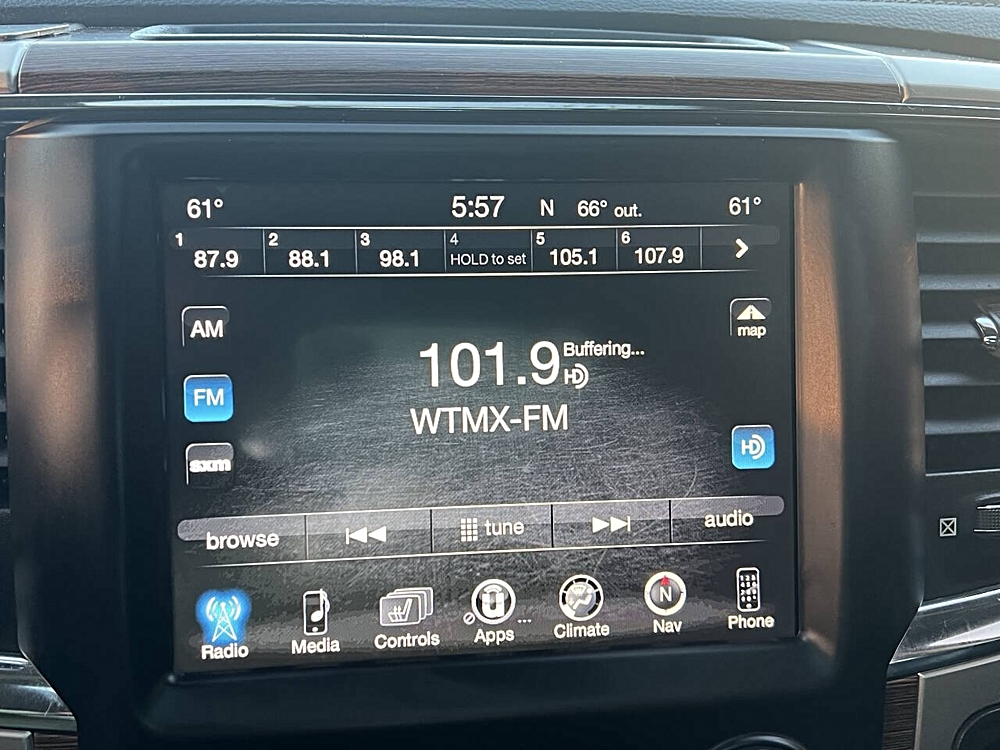 61° 5:57 N 66° out. 61°
1 87.9 2 88.1 3 98.1 4 HOLD to set 5 105.1 6 107.9
AM
map
101.9 Buffering...
HD
FM
WTMX-FM
HD
sxm
browse tune audio
Radio Media Controls Apps ... Climate N Nav Phone